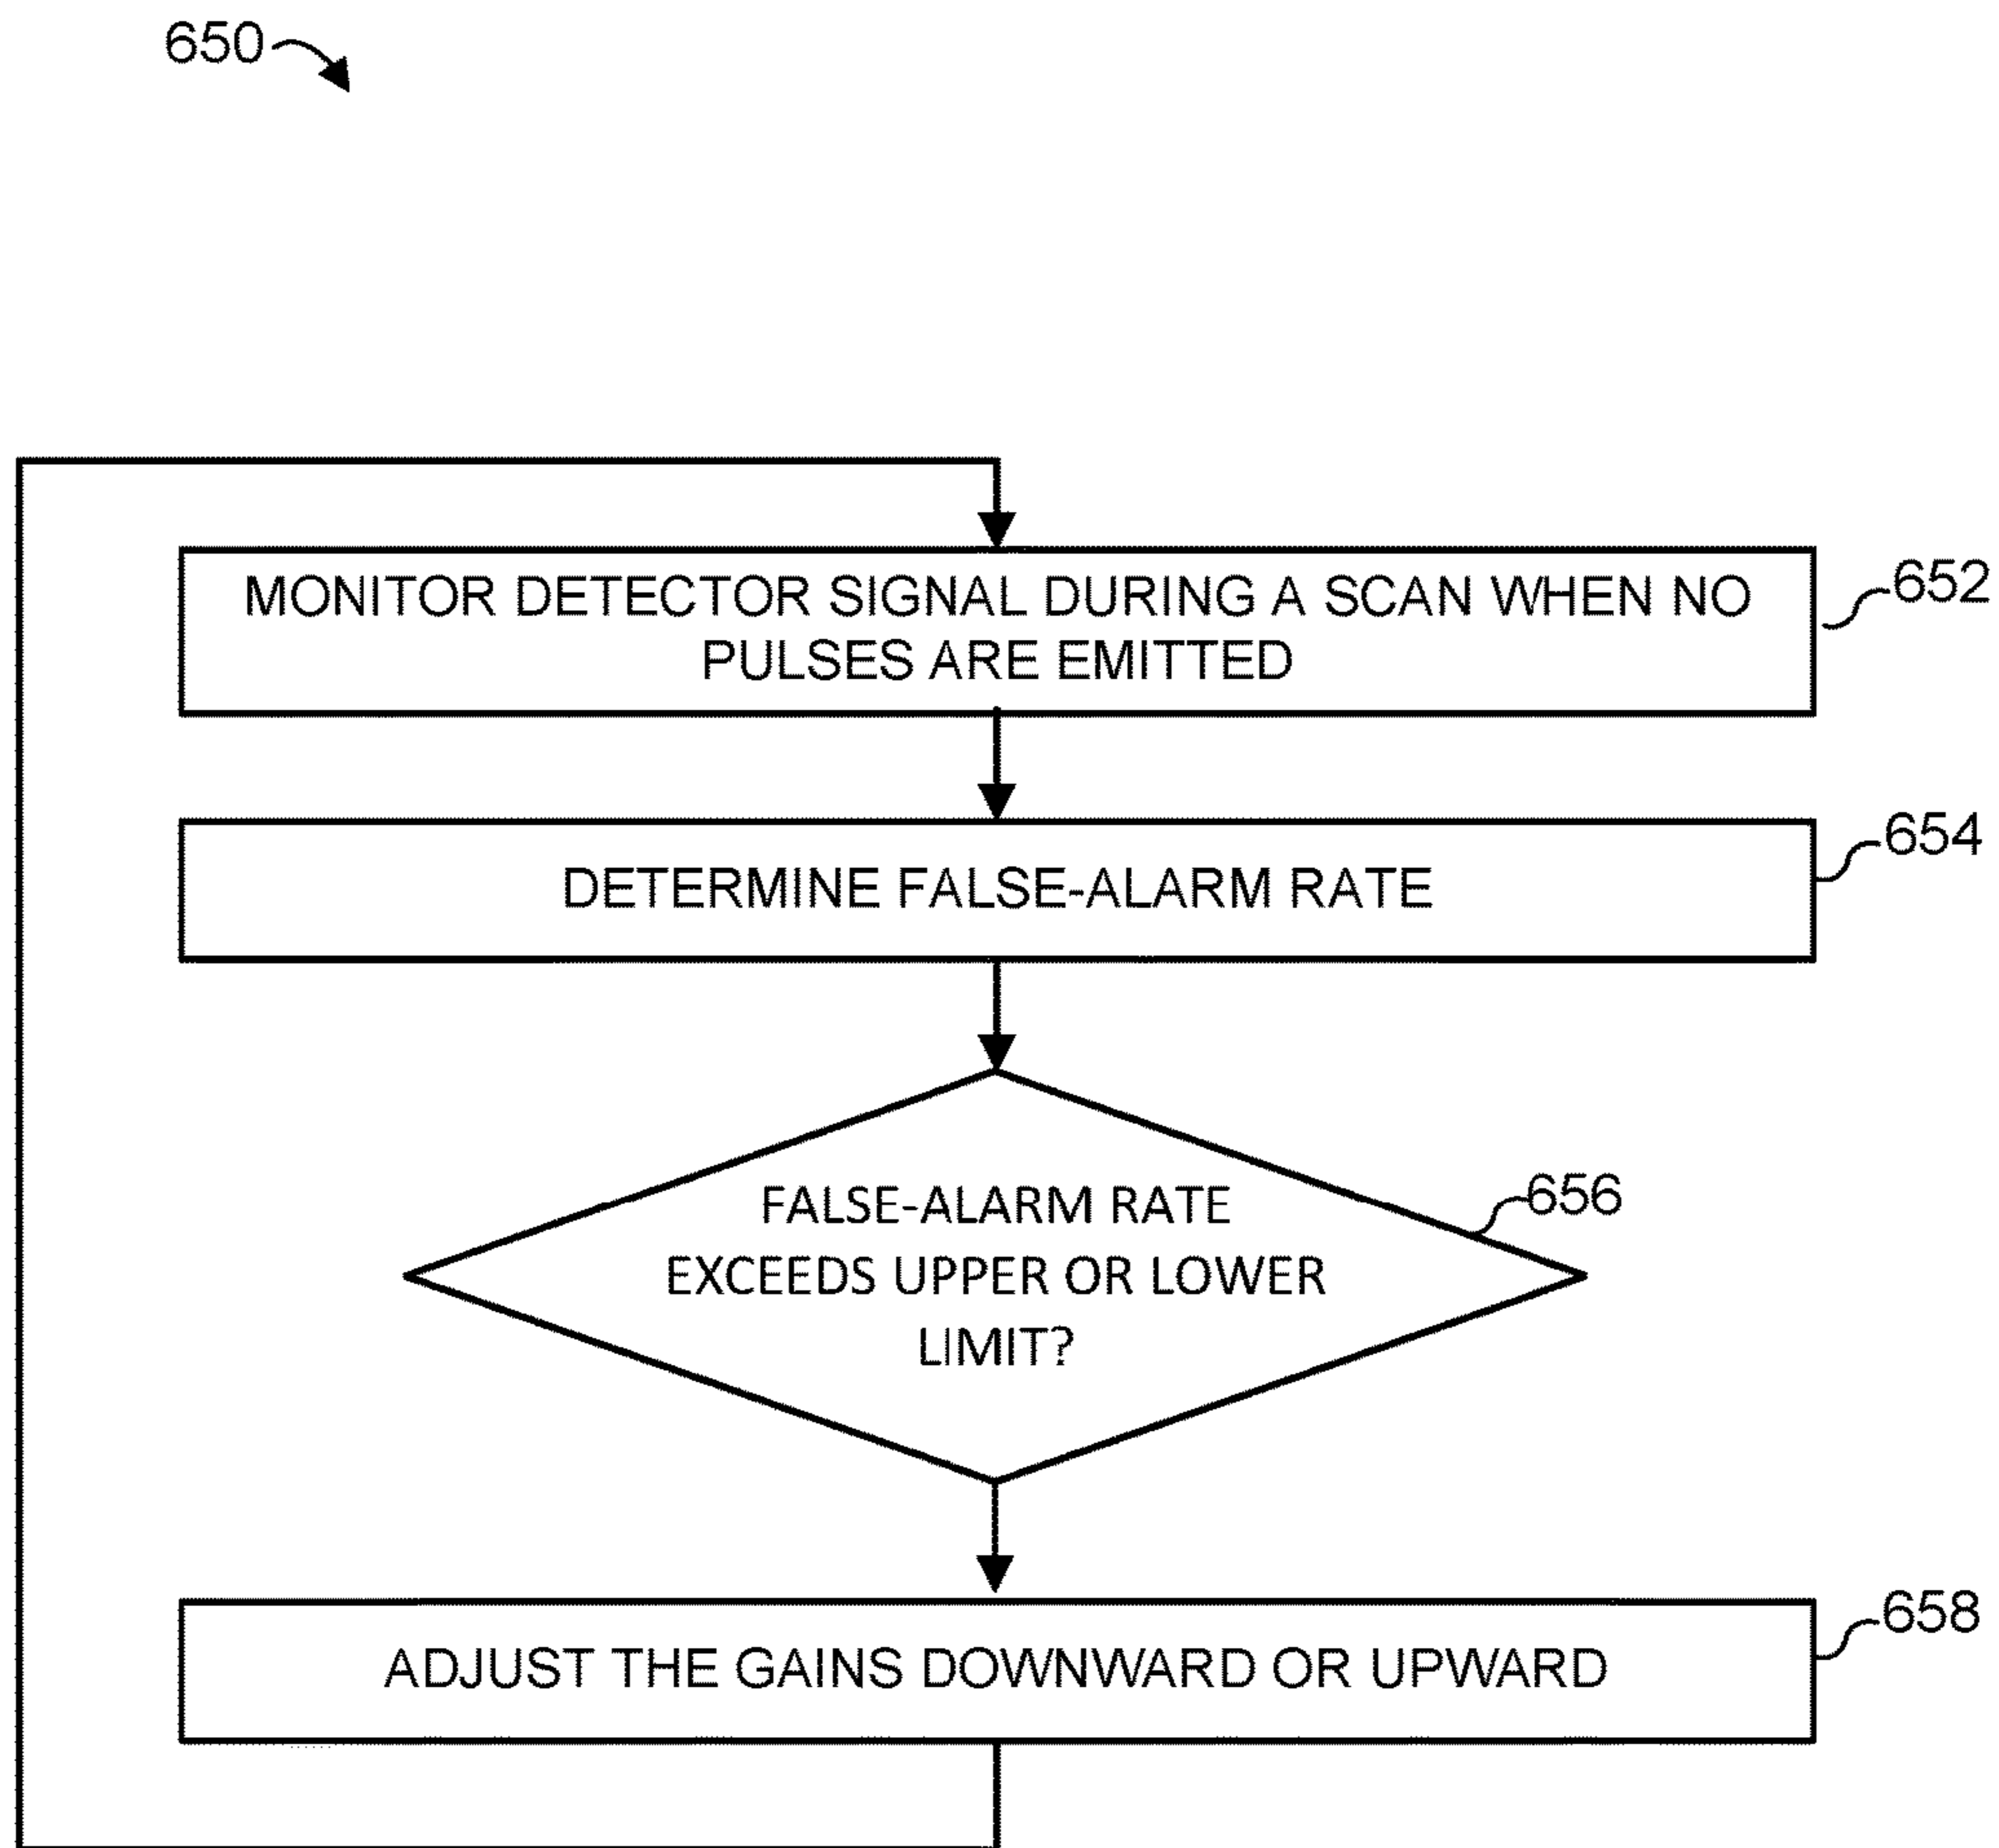 650
MONITOR DETECTOR SIGNAL DURING A SCAN WHEN NO
PULSES ARE EMITTED
652
DETERMINE FALSE-ALARM RATE
654
FALSE-ALARM RATE
EXCEEDS UPPER OR LOWER
LIMIT?
656
ADJUST THE GAINS DOWNWARD OR UPWARD
658